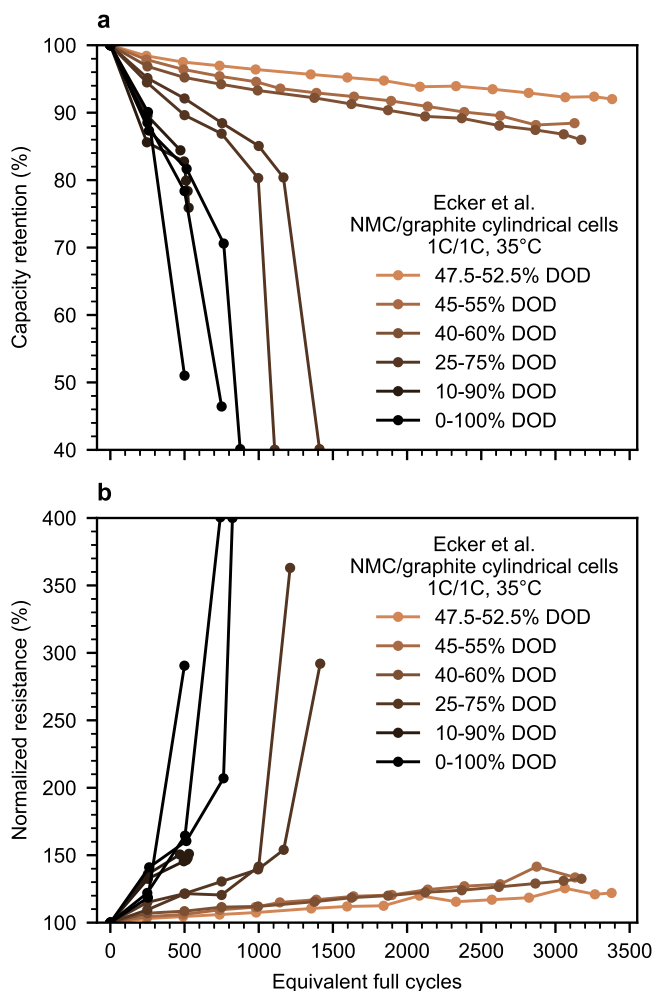 a
100
90
80
70
60
50
40
Capacity retention (%)
Ecker et al.
NMC/graphite cylindrical cells
1C/1C, 35°C
47.5-52.5% DOD
45-55% DOD
40-60% DOD
25-75% DOD
10-90% DOD
0-100% DOD
b
400
350
300
250
200
150
100
Normalized resistance (%)
Ecker et al.
NMC/graphite cylindrical cells
1C/1C, 35°C
47.5-52.5% DOD
45-55% DOD
40-60% DOD
25-75% DOD
10-90% DOD
0-100% DOD
0 500 1000 1500 2000 2500 3000 3500
Equivalent full cycles